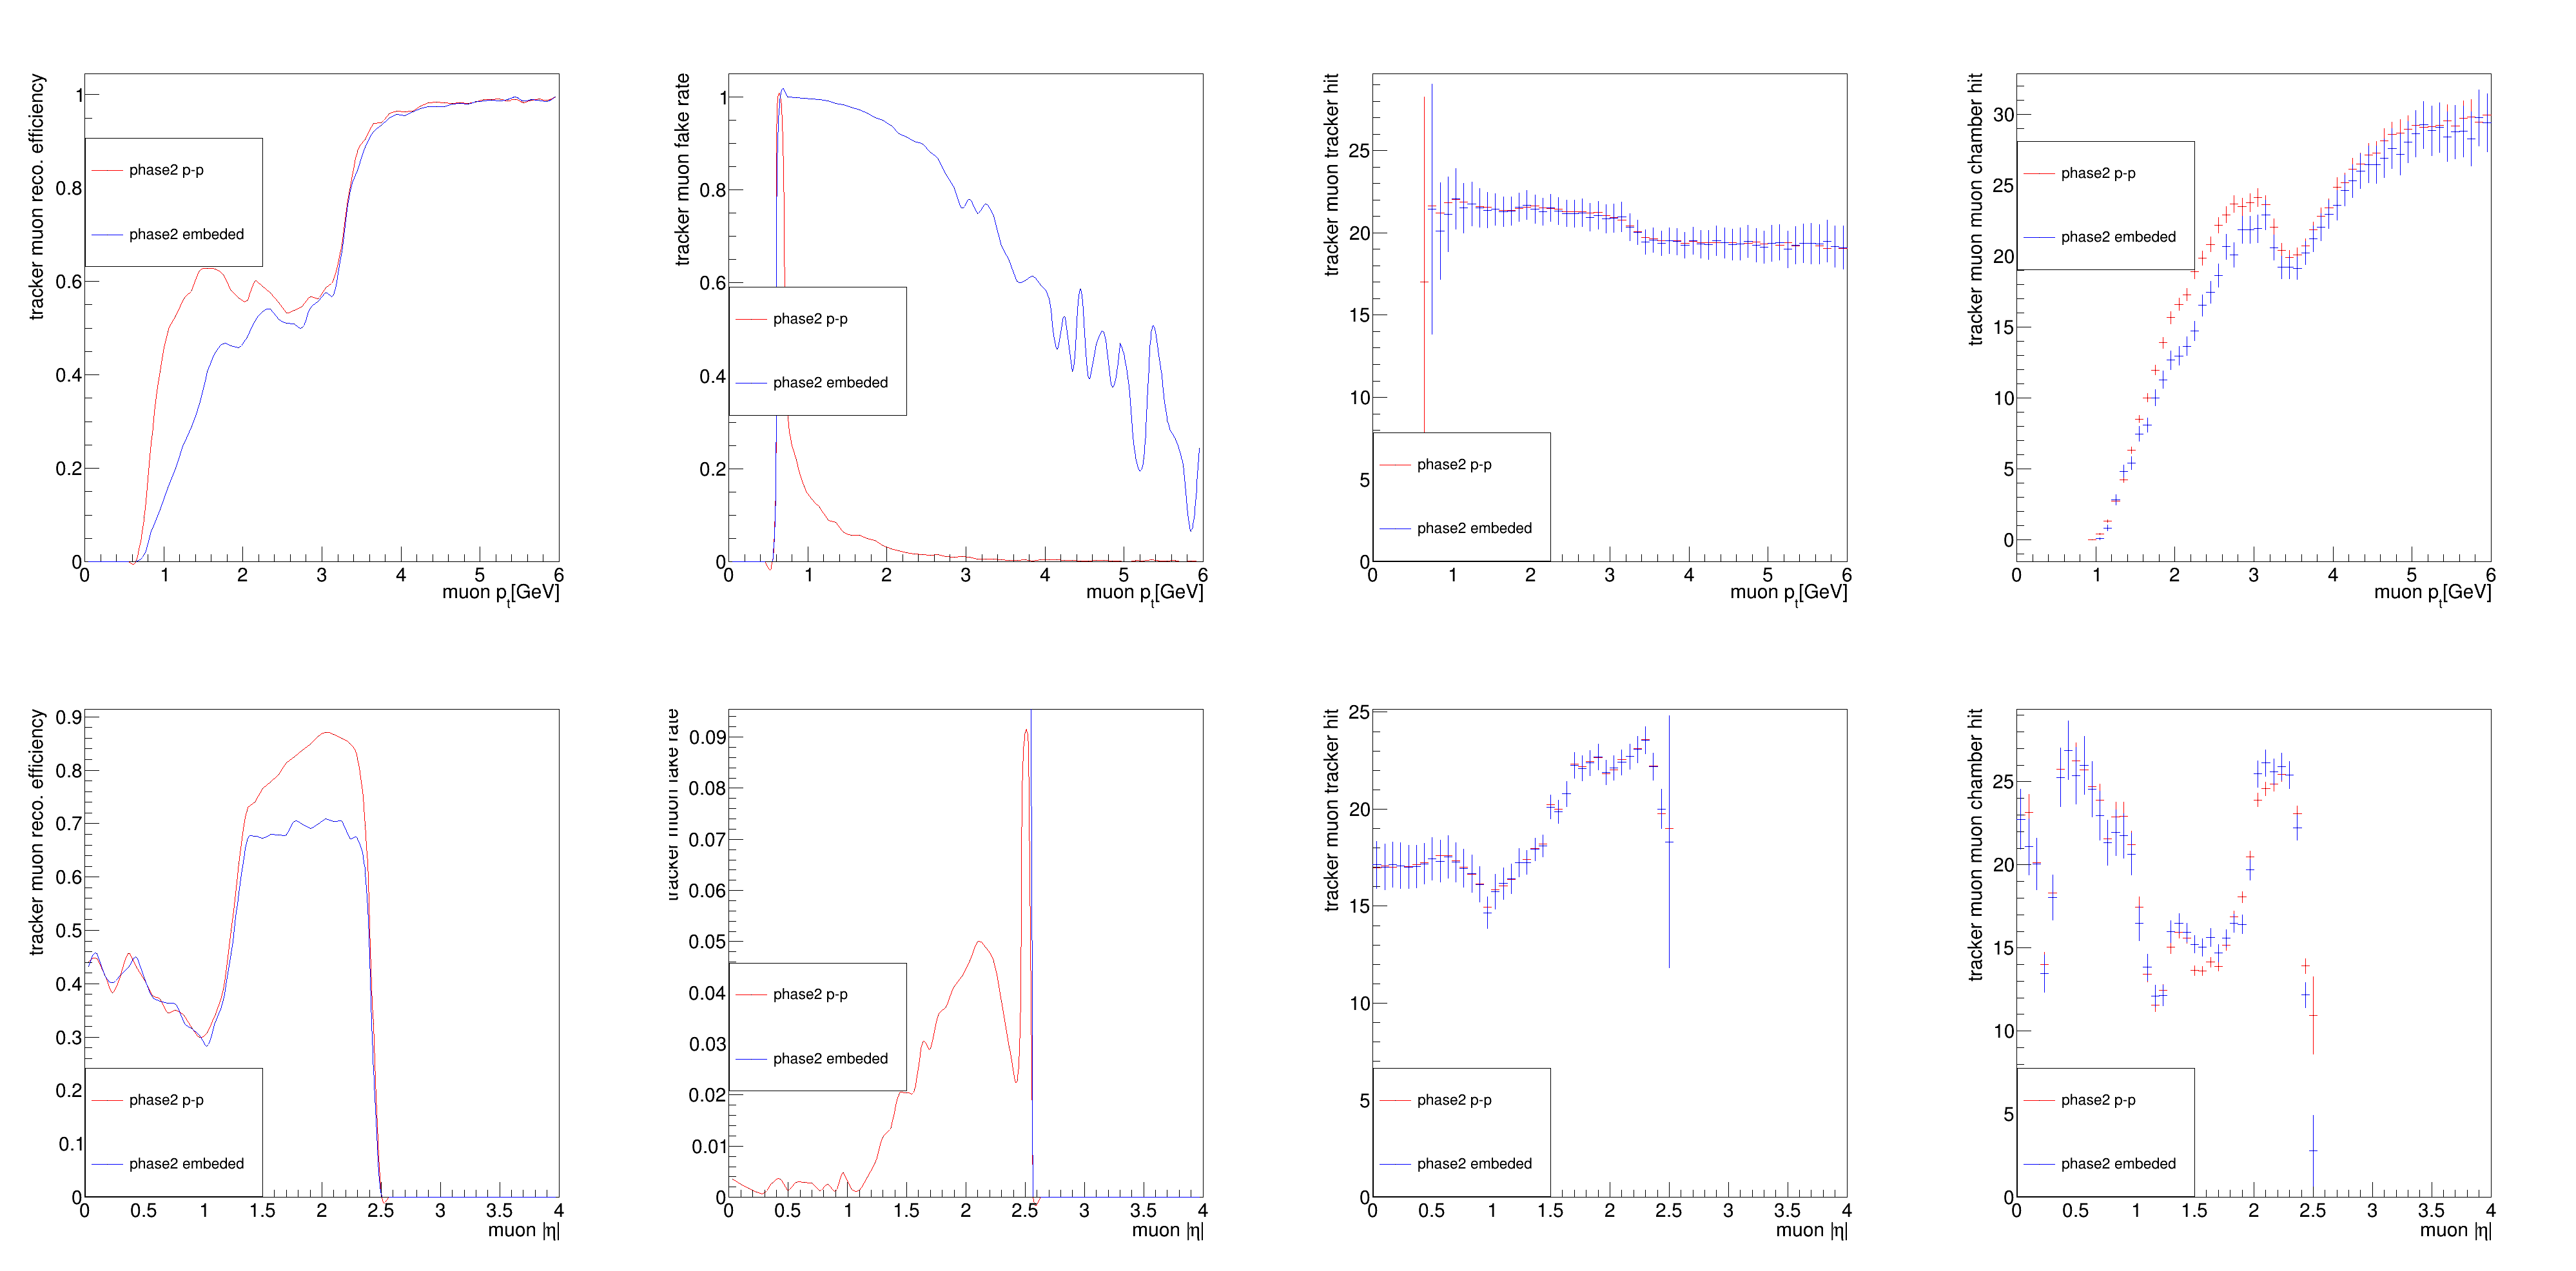 tracker muon reco. efficiency
1
0.8
0.6
0.4
0.2
0
phase2 p-p
phase2 embeded
0 1 2 3 4 5 6
muon pt[GeV]
tracker muon fake rate
1
0.8
0.6
0.4
0.2
0
phase2 p-p
phase2 embeded
0 1 2 3 4 5 6
muon pt[GeV]
tracker muon tracker hit
25
20
15
10
5
0
phase2 p-p
phase2 embeded
0 1 2 3 4 5 6
muon pt[GeV]
tracker muon muon chamber hit
30
25
20
15
10
5
0
phase2 p-p
phase2 embeded
0 1 2 3 4 5 6
muon pt[GeV]
tracker muon reco. efficiency
0.9
0.8
0.7
0.6
0.5
0.4
0.3
0.2
0.1
0
phase2 p-p
phase2 embeded
0 0.5 1 1.5 2 2.5 3 3.5 4
muon |η|
tracker muon fake rate
0.09
0.08
0.07
0.06
0.05
0.04
0.03
0.02
0.01
0
phase2 p-p
phase2 embeded
0 0.5 1 1.5 2 2.5 3 3.5 4
muon |η|
tracker muon tracker hit
25
20
15
10
5
0
phase2 p-p
phase2 embeded
0 0.5 1 1.5 2 2.5 3 3.5 4
muon |η|
tracker muon muon chamber hit
25
20
15
10
5
0
phase2 p-p
phase2 embeded
0 0.5 1 1.5 2 2.5 3 3.5 4
muon |η|